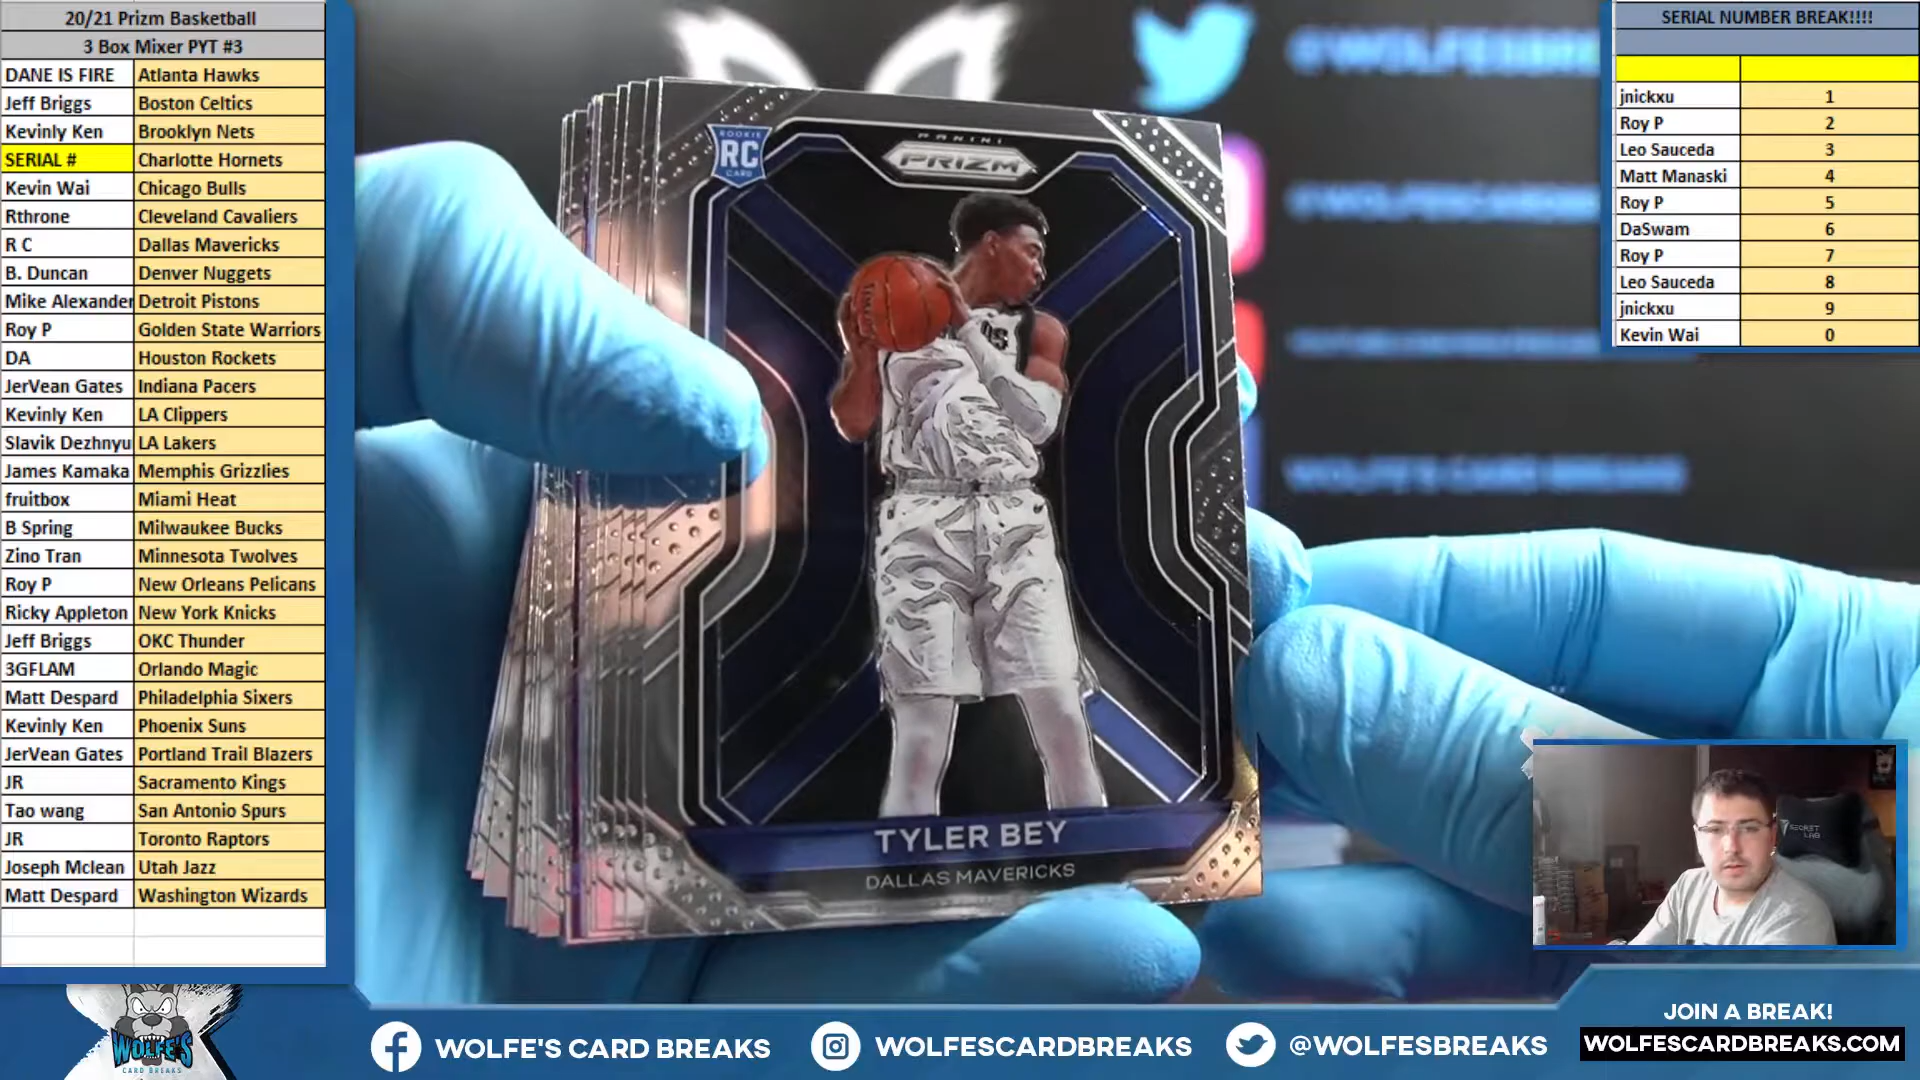 20/21 Prizm Basketball
3 Box Mixer PYT #3
DANE IS FIRE Atlanta Hawks
Jeff Briggs Boston Celtics
Kevinly Ken Brooklyn Nets
SERIAL # Charlotte Hornets
Kevin Wai Chicago Bulls
Rthrone Cleveland Cavaliers
R C Dallas Mavericks
B. Duncan Denver Nuggets
Mike Alexander Detroit Pistons
Roy P Golden State Warriors
DA Houston Rockets
JerVean Gates Indiana Pacers
Kevinly Ken LA Clippers
Slavik Dezhnyu LA Lakers
James Kamaka Memphis Grizzlies
fruitbox Miami Heat
B Spring Milwaukee Bucks
Zino Tran Minnesota Twolves
Roy P New Orleans Pelicans
Ricky Appleton New York Knicks
Jeff Briggs OKC Thunder
3GFLAM Orlando Magic
Matt Despard Philadelphia Sixers
Kevinly Ken Phoenix Suns
JerVean Gates Portland Trail Blazers
JR Sacramento Kings
Tao wang San Antonio Spurs
JR Toronto Raptors
Joseph Mclean Utah Jazz
Matt Despard Washington Wizards
ROOKIE
RC
CARD
PANINI
PRIZM
TYLER BEY
DALLAS MAVERICKS
WOLFE'S CARD BREAKS
SERIAL NUMBER BREAK!!!!
jnickxu 1
Roy P 2
Leo Sauceda 3
Matt Manaski 4
Roy P 5
DaSwam 6
Roy P 7
Leo Sauceda 8
jnickxu 9
Kevin Wai 0
SECRET
LAB
WOLFE'S
CARD BREAKS
WOLFE'S CARD BREAKS
WOLFESCARDBREAKS
@WOLFESBREAKS
JOIN A BREAK!
WOLFESCARDBREAKS.COM